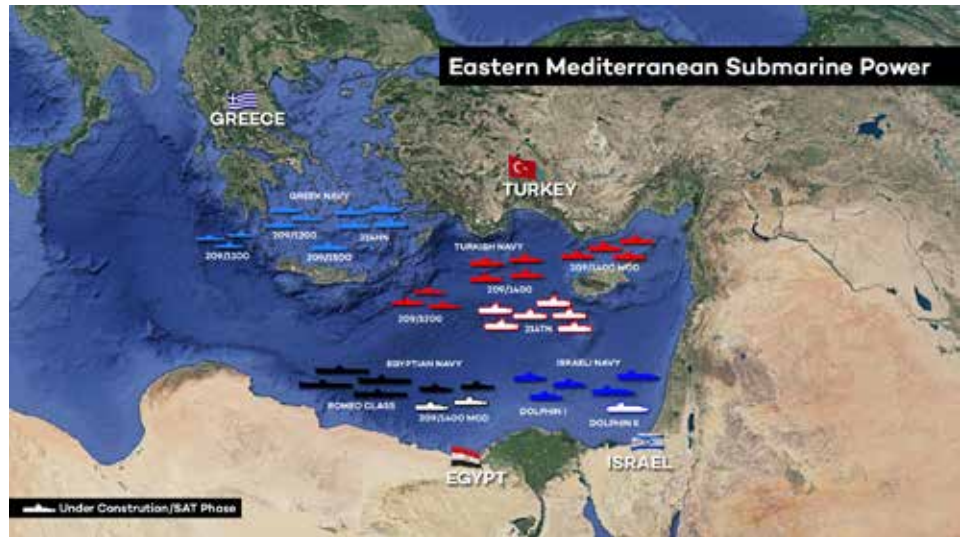 Eastern Mediterranean Submarine Power
GREECE
TURKEY
GREEK NAVY
209/1200
214HN
209/1100
209/1500
TURKISH NAVY
209/1400 MOD
209/1400
209/1200
214TN
EGYPTIAN NAVY
ISRAELI NAVY
ROMEO CLASS
209/1400 MOD
DOLPHIN I
DOLPHIN II
EGYPT
ISRAEL
Under Constrution/SAT Phase